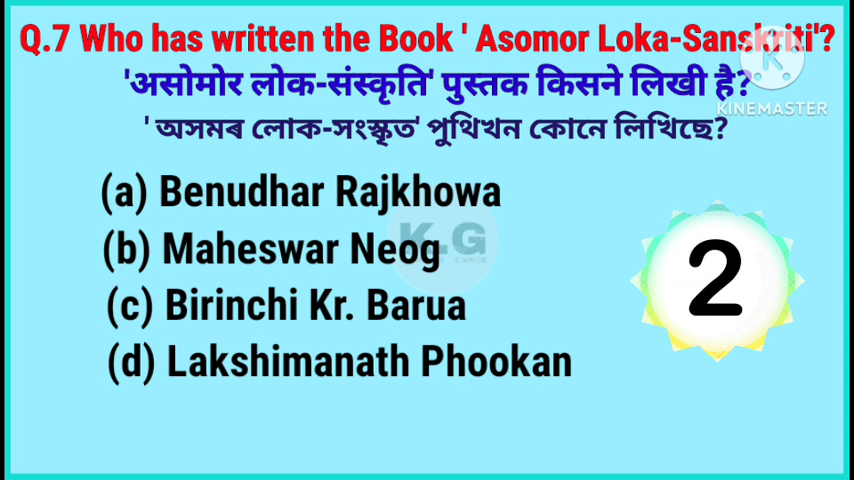 Q.7 Who has written the Book ' Asomor Loka-Sanskriti'?
'असोमोर लोक-संस्कृति' पुस्तक किसने लिखी है?
KINEMASTER
' অসমৰ লোক-সংস্কৃত' পুথিখন কোনে লিখিছে?
(a) Benudhar Rajkhowa
(b) Maheswar Neog
K.G
(c) Birinchi Kr. Barua
(d) Lakshimanath Phookan
2